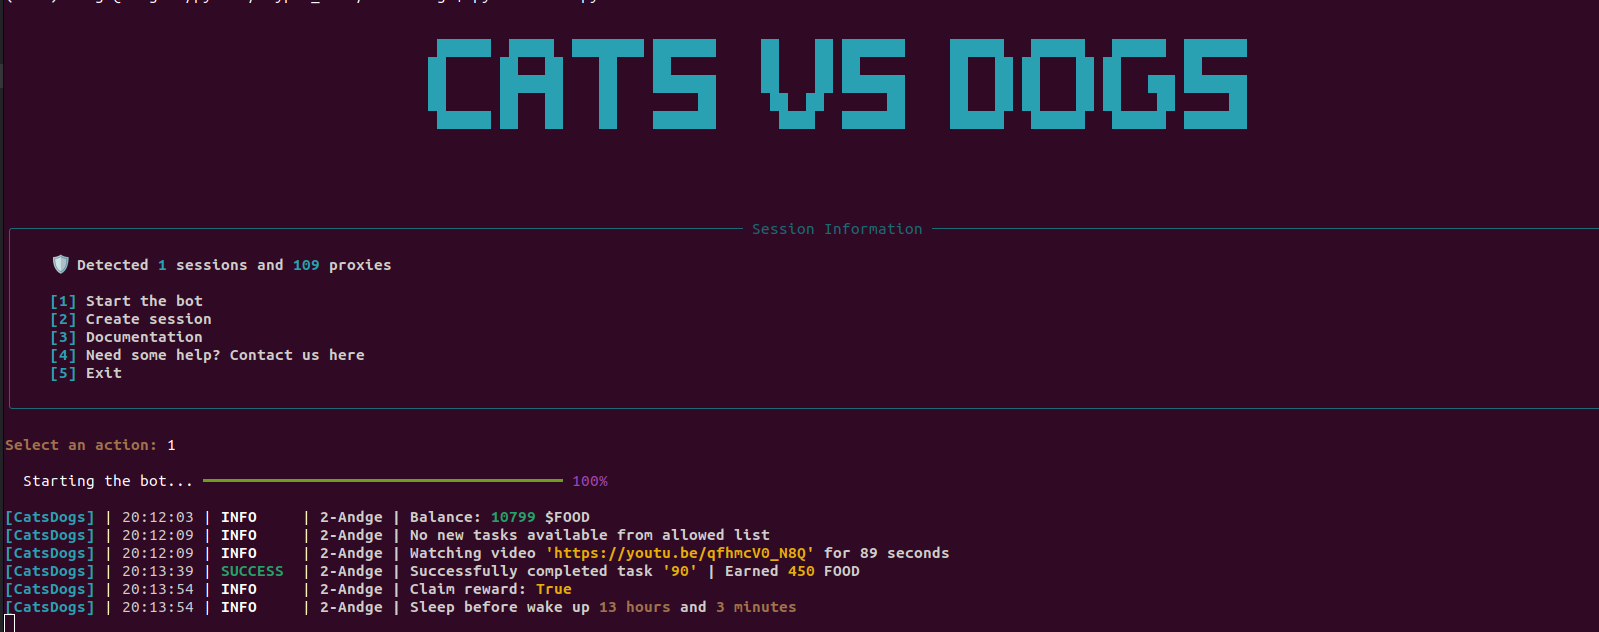 CATS VS DOGS
Session Information
Detected 1 sessions and 109 proxies
[1] Start the bot
[2] Create session
[3] Documentation
[4] Need some help? Contact us here
[5] Exit
Select an action: 1
Starting the bot... 100%
[CatsDogs] | 20:12:03 | INFO | 2-Andge | Balance: 10799 $FOOD
[CatsDogs] | 20:12:09 | INFO | 2-Andge | No new tasks available from allowed list
[CatsDogs] | 20:12:09 | INFO | 2-Andge | Watching video 'https://youtu.be/qfhmcV0_N8Q' for 89 seconds
[CatsDogs] | 20:13:39 | SUCCESS | 2-Andge | Successfully completed task '90' | Earned 450 FOOD
[CatsDogs] | 20:13:54 | INFO | 2-Andge | Claim reward: True
[CatsDogs] | 20:13:54 | INFO | 2-Andge | Sleep before wake up 13 hours and 3 minutes